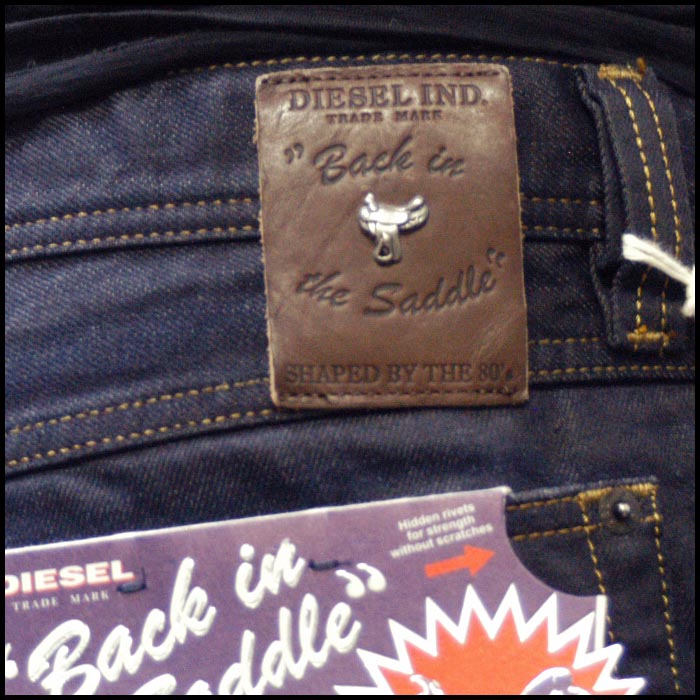 DIESEL IND.
TRADE MARK
"Back in
the Saddle"
SHAPED BY THE 80's
Hidden rivets
for strength
without scratches
DIESEL
TRADE MARK
"Back in
Saddle"